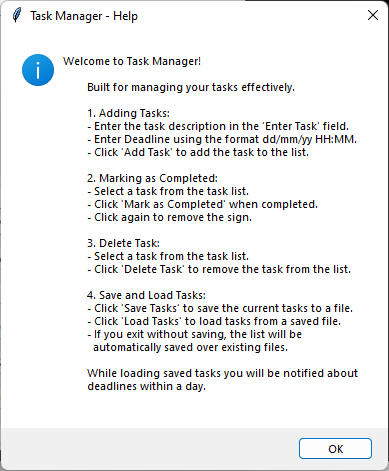 Task Manager - Help
Welcome to Task Manager!
Built for managing your tasks effectively.
1. Adding Tasks:
- Enter the task description in the 'Enter Task' field.
- Enter Deadline using the format dd/mm/yy HH:MM.
- Click 'Add Task' to add the task to the list.
2. Marking as Completed:
- Select a task from the task list.
- Click 'Mark as Completed' when completed.
- Click again to remove the sign.
3. Delete Task:
- Select a task from the task list.
- Click 'Delete Task' to remove the task from the list.
4. Save and Load Tasks:
- Click 'Save Tasks' to save the current tasks to a file.
- Click 'Load Tasks' to load tasks from a saved file.
- If you exit without saving, the list will be
automatically saved over existing files.
While loading saved tasks you will be notified about
deadlines within a day.
OK